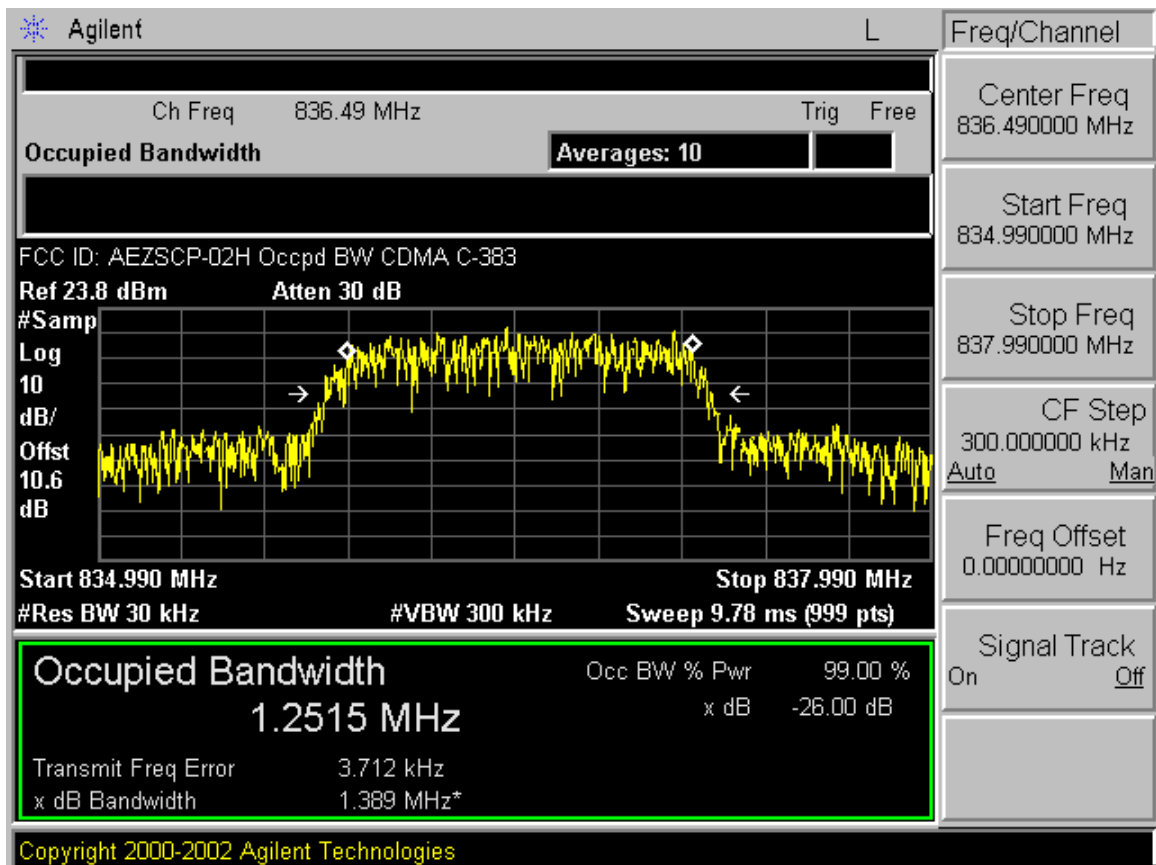 Agilent L
Freq/Channel
Ch Freq 836.49 MHz Trig Free
Occupied Bandwidth Averages: 10
FCC ID: AEZSCP-02H Occpd BW CDMA C-383
Ref 23.8 dBm Atten 30 dB
#Samp
Log
10
dB/
Offst
10.6
dB
Start 834.990 MHz Stop 837.990 MHz
#Res BW 30 kHz #VBW 300 kHz Sweep 9.78 ms (999 pts)
Occupied Bandwidth
1.2515 MHz
Occ BW % Pwr 99.00 %
x dB -26.00 dB
Transmit Freq Error 3.712 kHz
x dB Bandwidth 1.389 MHz*
Copyright 2000-2002 Agilent Technologies
Center Freq
836.490000 MHz
Start Freq
834.990000 MHz
Stop Freq
837.990000 MHz
CF Step
300.000000 kHz
Auto Man
Freq Offset
0.00000000 Hz
Signal Track
On Off